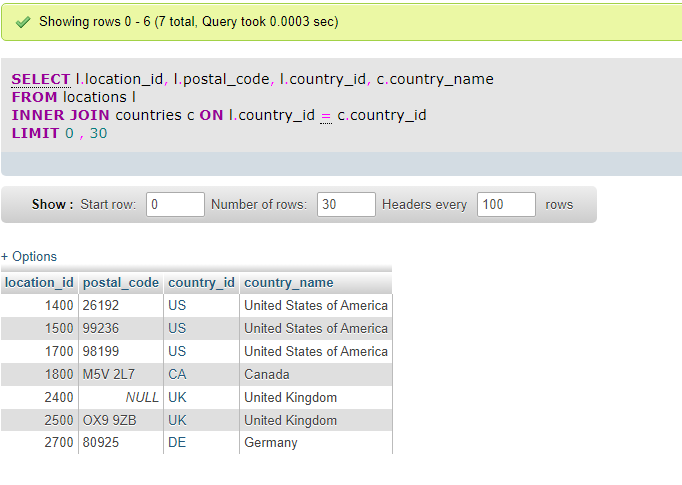 Showing rows 0 - 6 (7 total, Query took 0.0003 sec)
SELECT l.location_id, l.postal_code, l.country_id, c.country_name
FROM locations l
INNER JOIN countries c ON l.country_id = c.country_id
LIMIT 0 , 30
Show : Start row: 0 Number of rows: 30 Headers every 100 rows
+ Options
location_id postal_code country_id country_name
1400 26192 US United States of America
1500 99236 US United States of America
1700 98199 US United States of America
1800 M5V 2L7 CA Canada
2400 NULL UK United Kingdom
2500 OX9 9ZB UK United Kingdom
2700 80925 DE Germany